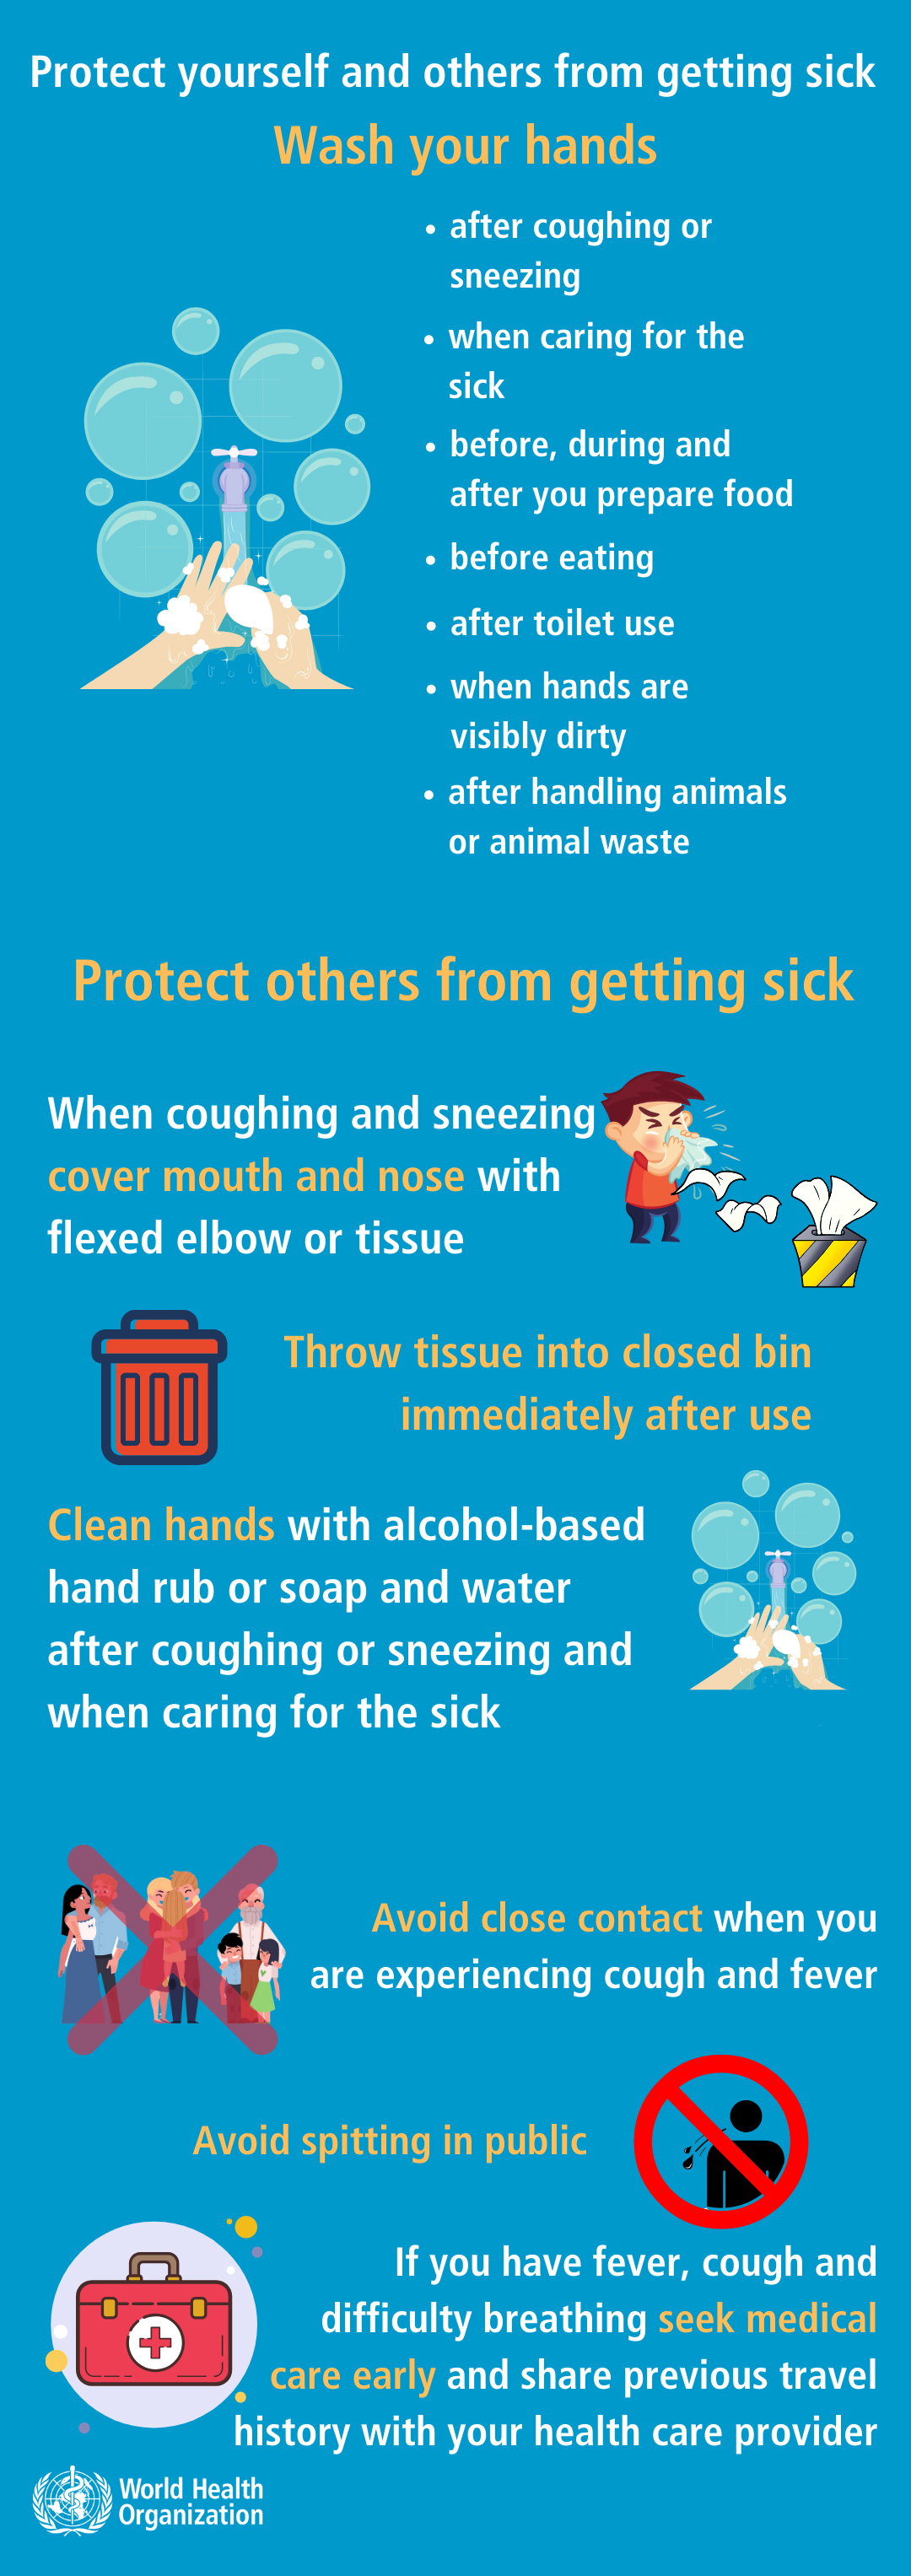 Protect yourself and others from getting sick
Wash your hands
• after coughing or
sneezing
• when caring for the
sick
• before, during and
after you prepare food
• before eating
• after toilet use
• when hands are
visibly dirty
• after handling animals
or animal waste
Protect others from getting sick
When coughing and sneezing
cover mouth and nose with
flexed elbow or tissue
Throw tissue into closed bin
immediately after use
Clean hands with alcohol-based
hand rub or soap and water
after coughing or sneezing and
when caring for the sick
Avoid close contact when you
are experiencing cough and fever
Avoid spitting in public
If you have fever, cough and
difficulty breathing seek medical
care early and share previous travel
history with your health care provider
World Health
Organization